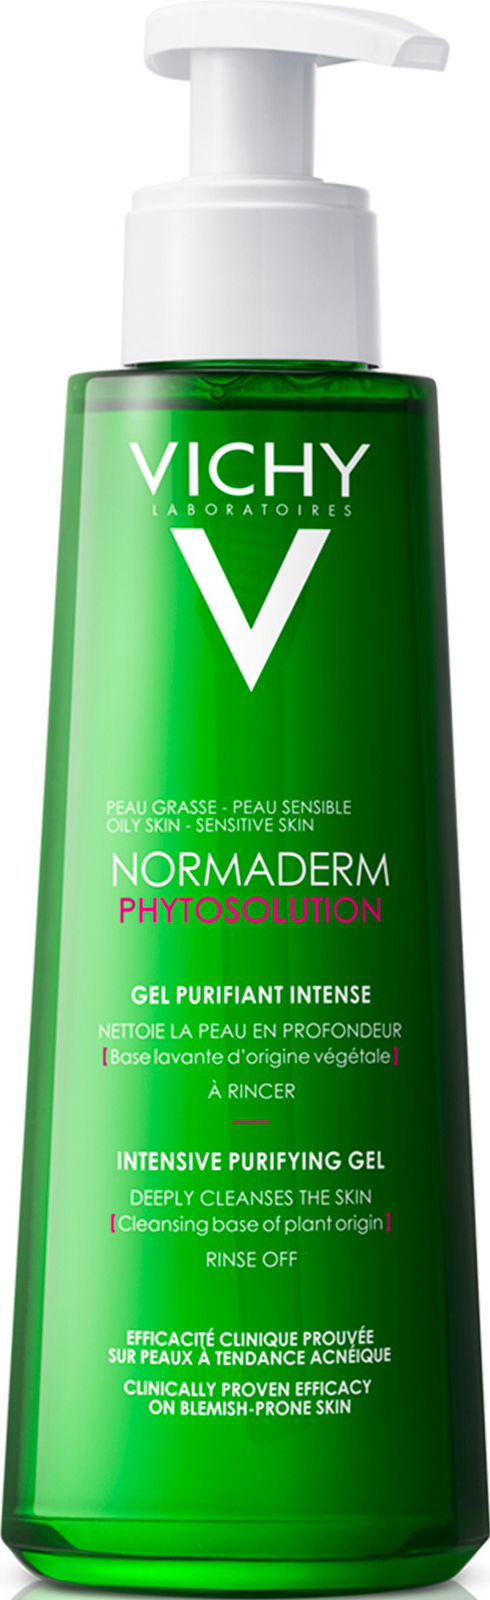 VICHY
LABORATOIRES
V
PEAU GRASSE - PEAU SENSIBLE
OILY SKIN - SENSITIVE SKIN
NORMADERM
PHYTOSOLUTION
GEL PURIFIANT INTENSE
NETTOIE LA PEAU EN PROFONDEUR
[Base lavante d'origine végétale]
À RINCER
INTENSIVE PURIFYING GEL
DEEPLY CLEANSES THE SKIN
[Cleansing base of plant origin]
RINSE OFF
EFFICACITÉ CLINIQUE PROUVÉE
SUR PEAUX À TENDANCE ACNÉIQUE
CLINICALLY PROVEN EFFICACY
ON BLEMISH-PRONE SKIN